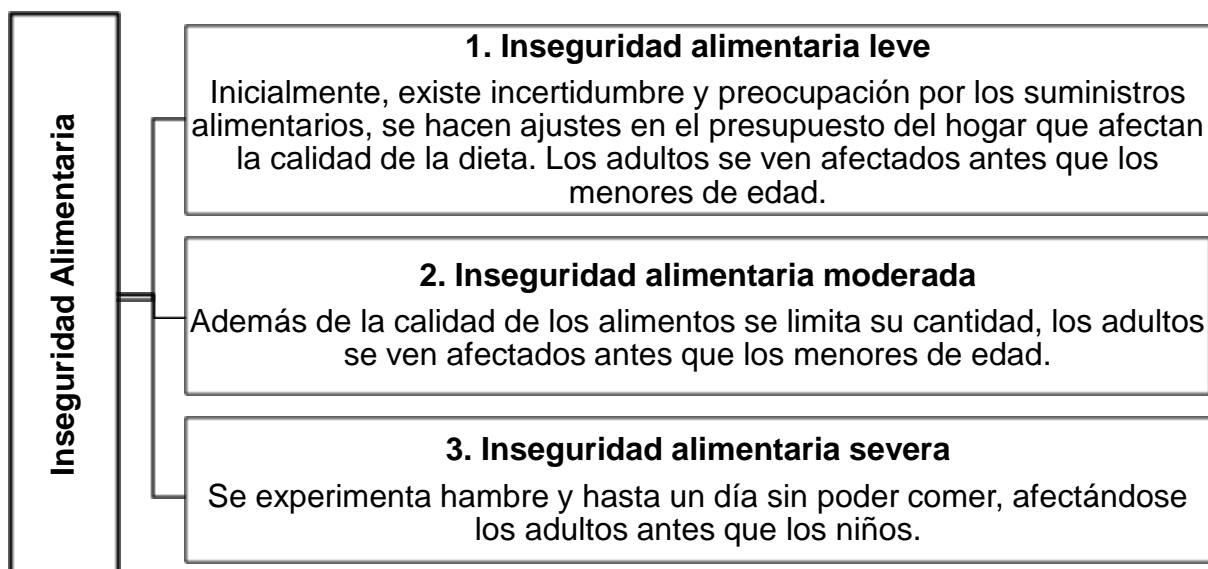 Inseguridad Alimentaria
1. Inseguridad alimentaria leve
Inicialmente, existe incertidumbre y preocupación por los suministros
alimentarios, se hacen ajustes en el presupuesto del hogar que afectan
la calidad de la dieta. Los adultos se ven afectados antes que los
menores de edad.
2. Inseguridad alimentaria moderada
Además de la calidad de los alimentos se limita su cantidad, los adultos
se ven afectados antes que los menores de edad.
3. Inseguridad alimentaria severa
Se experimenta hambre y hasta un día sin poder comer, afectándose
los adultos antes que los niños.